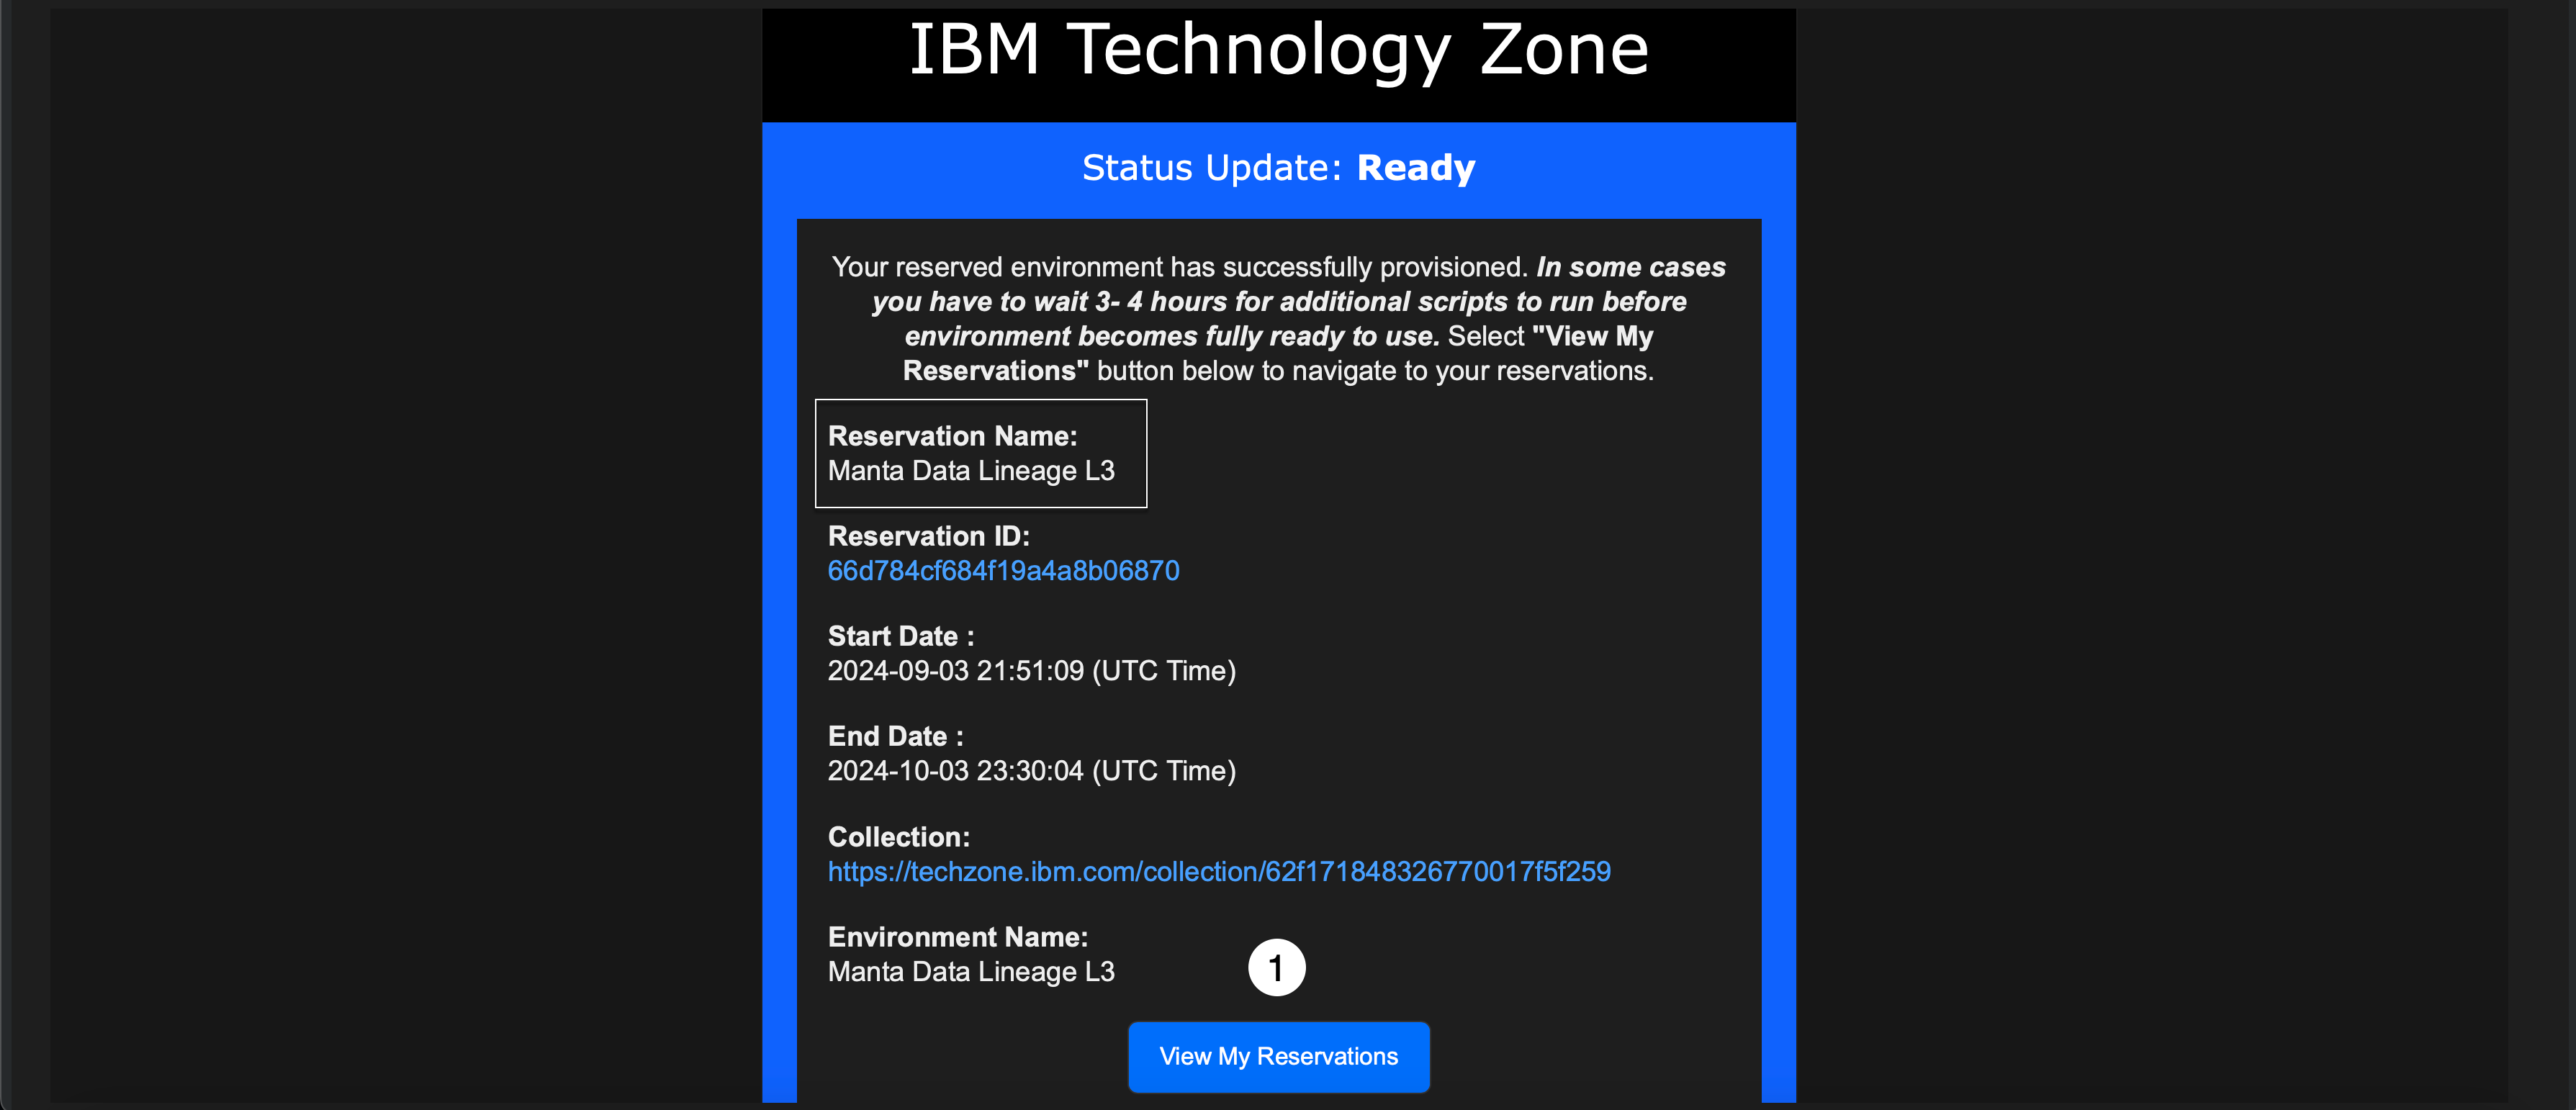 IBM Technology Zone
Status Update: Ready
Your reserved environment has successfully provisioned. In some cases
you have to wait 3- 4 hours for additional scripts to run before
environment becomes fully ready to use. Select "View My
Reservations" button below to navigate to your reservations.
Reservation Name:
Manta Data Lineage L3
Reservation ID:
66d784cf684f19a4a8b06870
Start Date :
2024-09-03 21:51:09 (UTC Time)
End Date :
2024-10-03 23:30:04 (UTC Time)
Collection:
https://techzone.ibm.com/collection/62f171848326770017f5f259
Environment Name:
Manta Data Lineage L3
1
View My Reservations